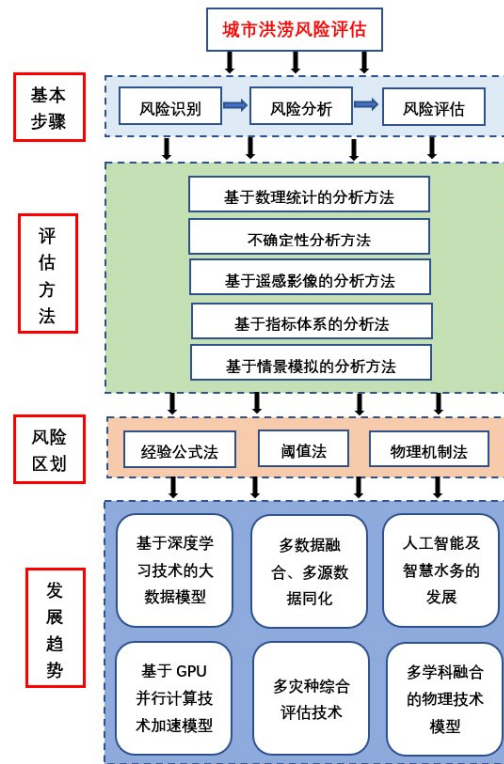 城市洪涝风险评估
基本
步骤
风险识别
风险分析
风险评估
评
估
方
法
基于数理统计的分析方法
不确定性分析方法
基于遥感影像的分析方法
基于指标体系的分析法
基于情景模拟的分析方法
风险
区划
经验公式法
阈值法
物理机制法
发
展
趋
势
基于深度学
习技术的大
数据模型
多数据融
合、多源数
据同化
人工智能及
智慧水务的
发展
基于 GPU
并行计算技
术加速模型
多灾种综合
评估技术
多学科融合
的物理技术
模型